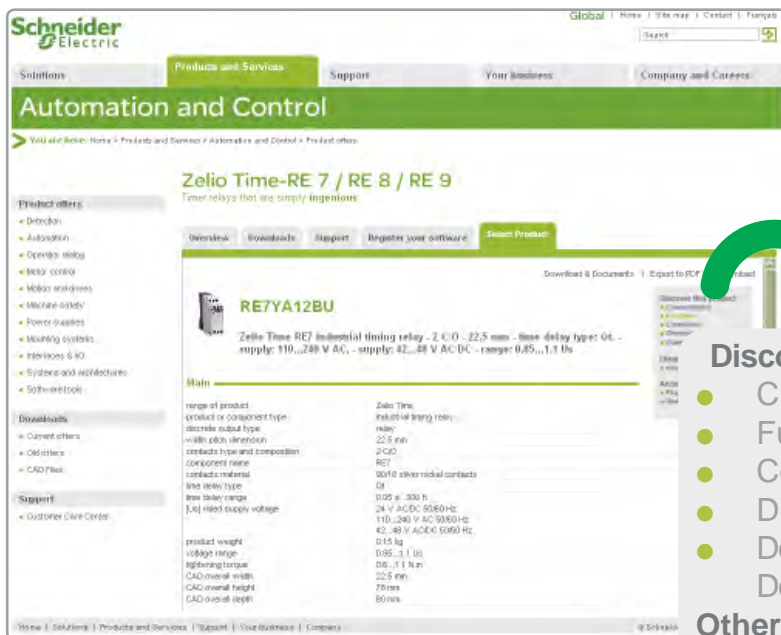 Schneider
Electric
Global | Home | Site map | Contact | Français
Search
Solutions
Products and Services
Support
Your business
Company and Careers
Automation and Control
You are here: Home > Products and Services > Automation and Control > Product offers
Zelio Time-RE 7 / RE 8 / RE 9
Timer relays that are simply ingenious
Product offers
Detection
Automation
Operator dialog
Motor control
Motion and drives
Machine safety
Power supplies
Mounting systems
Interfaces & I/O
Systems and architectures
Software tools
Downloads
Current offers
Old offers
CAD Files
Support
Customer Care Center
Overview
Downloads
Support
Register your software
Select Product
Download & Documents | Export to PDF
RE7YA12BU
Zelio Time RE7 industrial timing relay - 2 C/O - 22.5 mm - time delay type: Qt. -
supply: 110...240 V AC, - supply: 42...48 V AC/DC - range: 0.85...1.1 Us
Main
range of product Zelio Time
product or component type industrial timing relay
discrete output type relay
width pitch dimension 22.5 mm
contacts type and composition 2 C/O
component name RE7
contacts material 90/10 silver nickel contacts
time delay type Qt
time delay range 0.05 s...300 h
[Us] rated supply voltage 24 V AC/DC 50/60 Hz
110...240 V AC 50/60 Hz
42...48 V AC/DC 50/60 Hz
product weight 0.15 kg
voltage range 0.85...1.1 Us
tightening torque 0.6...1.1 N.m
CAD overall width 22.5 mm
CAD overall height 78 mm
CAD overall depth 80 mm
Discover this product
Disco
C
Fu
C
D
De
De
Other
Home | Solutions | Products and Services | Support | Your business | Company